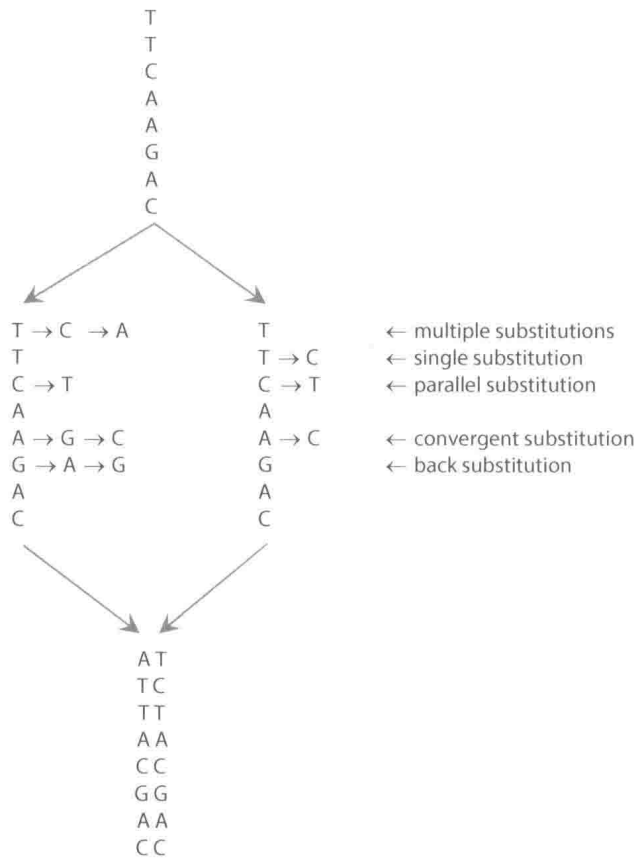 T
T
C
A
A
G
A
C
T → C → A T ← multiple substitutions
T T → C ← single substitution
C → T C → T ← parallel substitution
A A
A → G → C A → C ← convergent substitution
G → A → G G ← back substitution
A A
C C
A T
T C
T T
A A
C C
G G
A A
C C